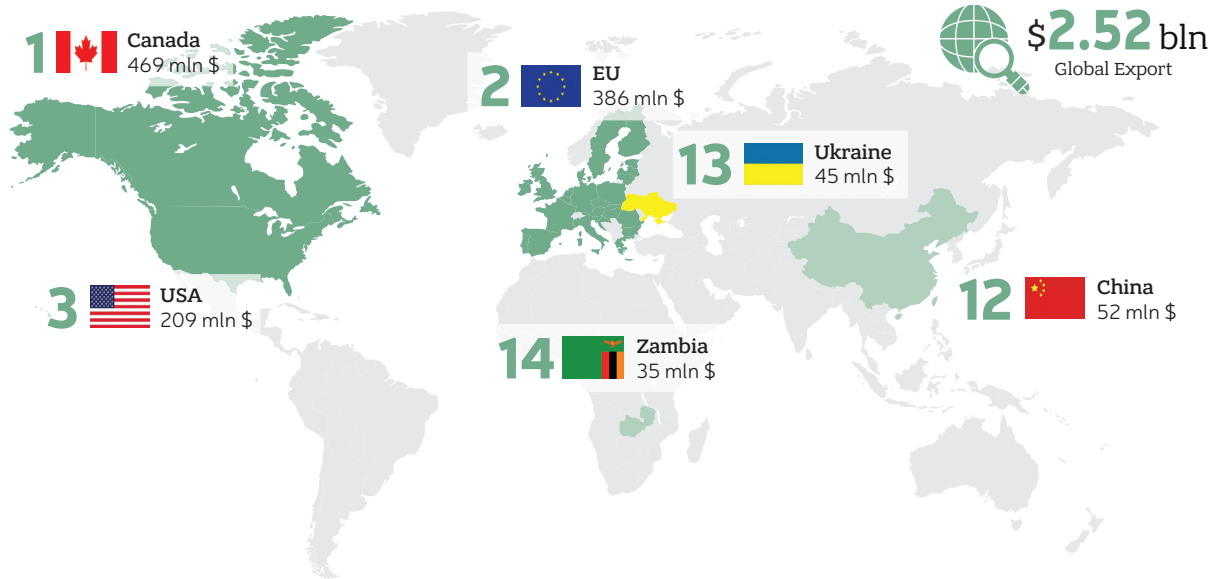 1
Canada
469 mln $
2
EU
386 mln $
$2.52 bln
Global Export
13
Ukraine
45 mln $
3
USA
209 mln $
12
China
52 mln $
14
Zambia
35 mln $